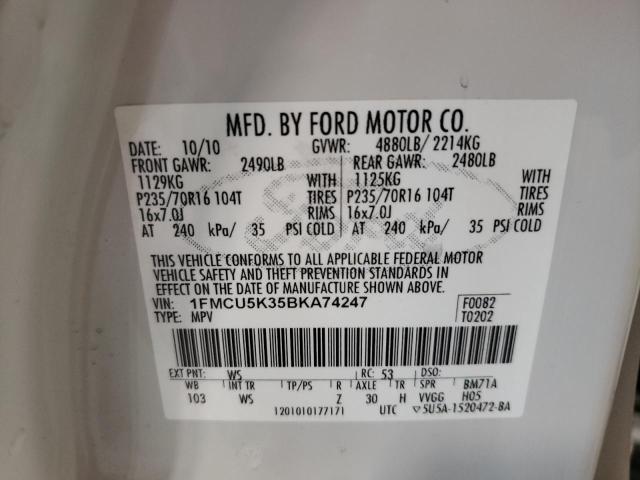 MFD. BY FORD MOTOR CO.
DATE: 10/10 GVWR: 4880LB/ 2214KG
FRONT GAWR: 2490LB REAR GAWR: 2480LB
1129KG WITH 1125KG WITH
P235/70R16 104T TIRES P235/70R16 104T TIRES
16x7.0J RIMS 16x7.0J RIMS
AT 240 kPa/ 35 PSI COLD AT 240 kPa/ 35 PSI COLD
THIS VEHICLE CONFORMS TO ALL APPLICABLE FEDERAL MOTOR
VEHICLE SAFETY AND THEFT PREVENTION STANDARDS IN
EFFECT ON THE DATE OF MANUFACTURE SHOWN ABOVE.
VIN: 1FMCU5K35BKA74247 F0082
TYPE: MPV T0202
EXT PNT: WS RC: 53 DSO:
WB INT TR TP/PS R AXLE TR SPR BM71A
103 WS Z 30 H VVGG H05
1201010177171 UTC ▽5U5A-1520472-BA